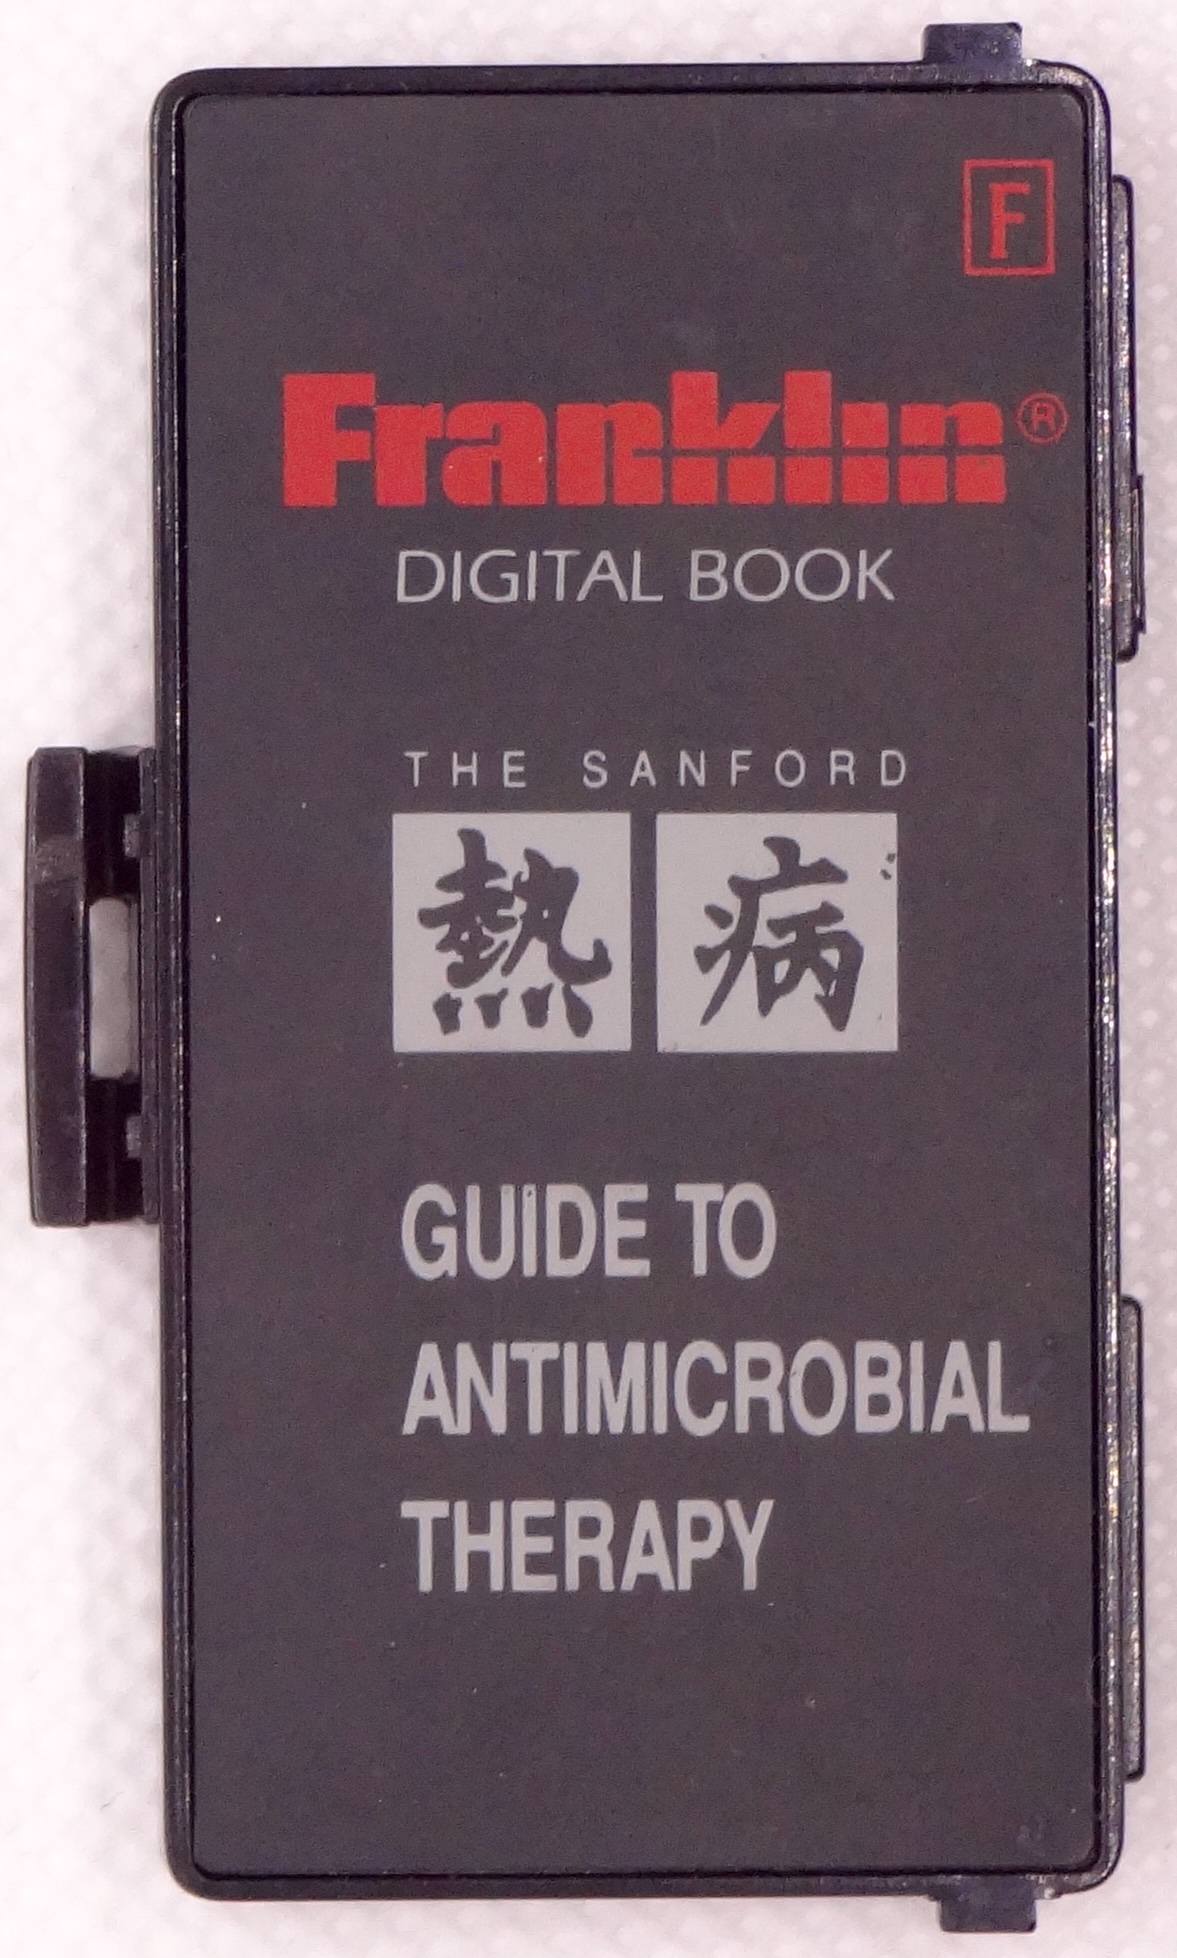 F
Franklin®
DIGITAL BOOK
THE SANFORD
熱病
GUIDE TO
ANTIMICROBIAL
THERAPY